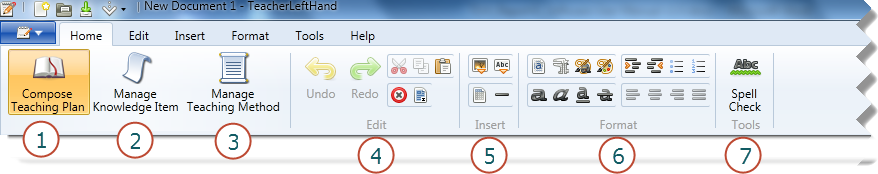 New Document 1 - TeacherLeftHand
Home Edit Insert Format Tools Help
Compose
Teaching Plan
Manage
Knowledge Item
Manage
Teaching Method
Undo
Redo
Abc
a a a a
Abc
Spell
Check
Edit
Insert
Format
Tools
1
2
3
4
5
6
7